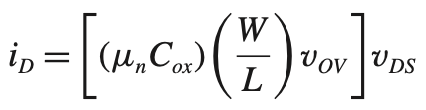 i_D = [(μ_n C_ox)(W/L) v_OV] v_DS